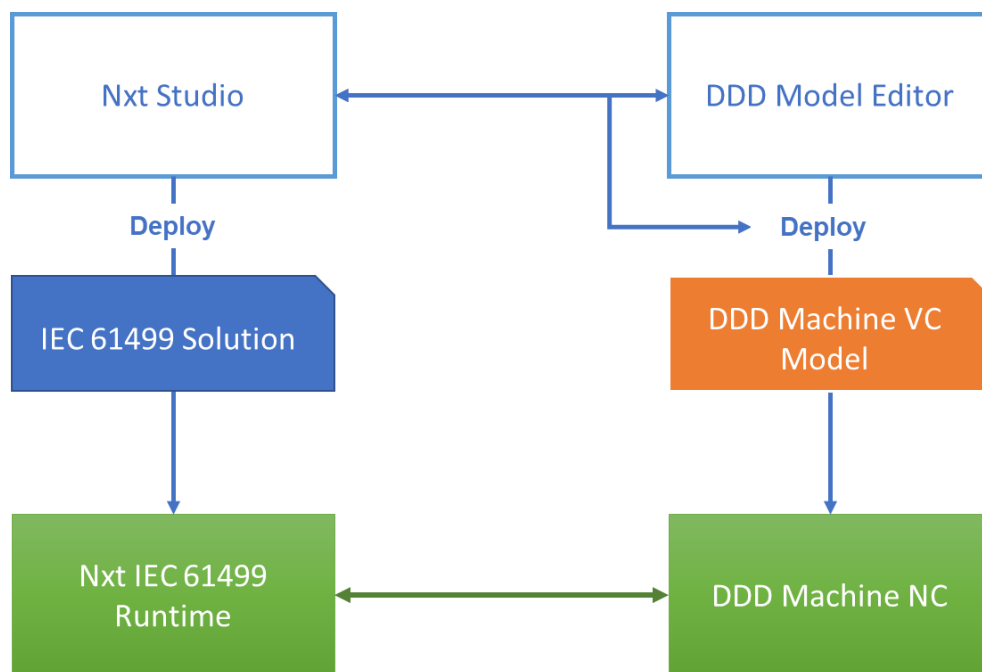 Nxt Studio
DDD Model Editor
Deploy
Deploy
IEC 61499 Solution
DDD Machine VC
Model
Nxt IEC 61499
Runtime
DDD Machine NC